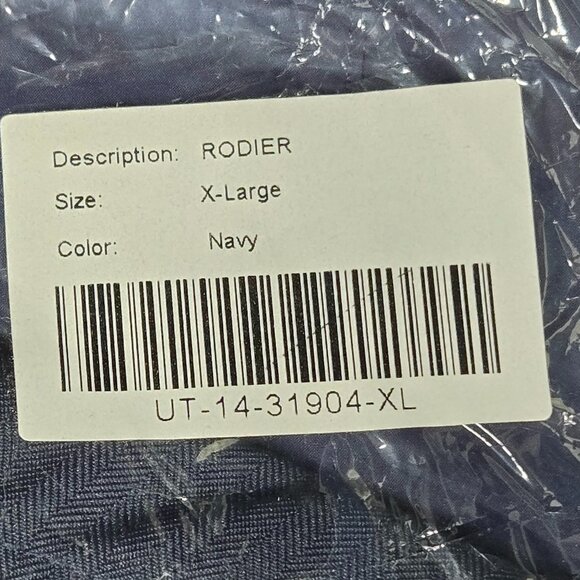 Description: RODIER
Size: X-Large
Color: Navy
UT-14-31904-XL